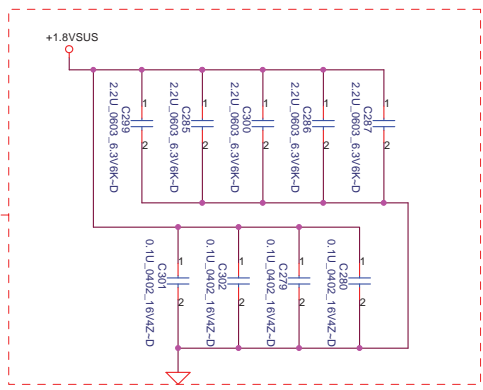 +1.8VSUS
1
2
C299
2.2U_0603_6.3V6K~D
1
2
C285
2.2U_0603_6.3V6K~D
1
2
C300
2.2U_0603_6.3V6K~D
1
2
C286
2.2U_0603_6.3V6K~D
1
2
C287
2.2U_0603_6.3V6K~D
1
2
C301
0.1U_0402_16V4Z~D
1
2
C302
0.1U_0402_16V4Z~D
1
2
C279
0.1U_0402_16V4Z~D
1
2
C280
0.1U_0402_16V4Z~D